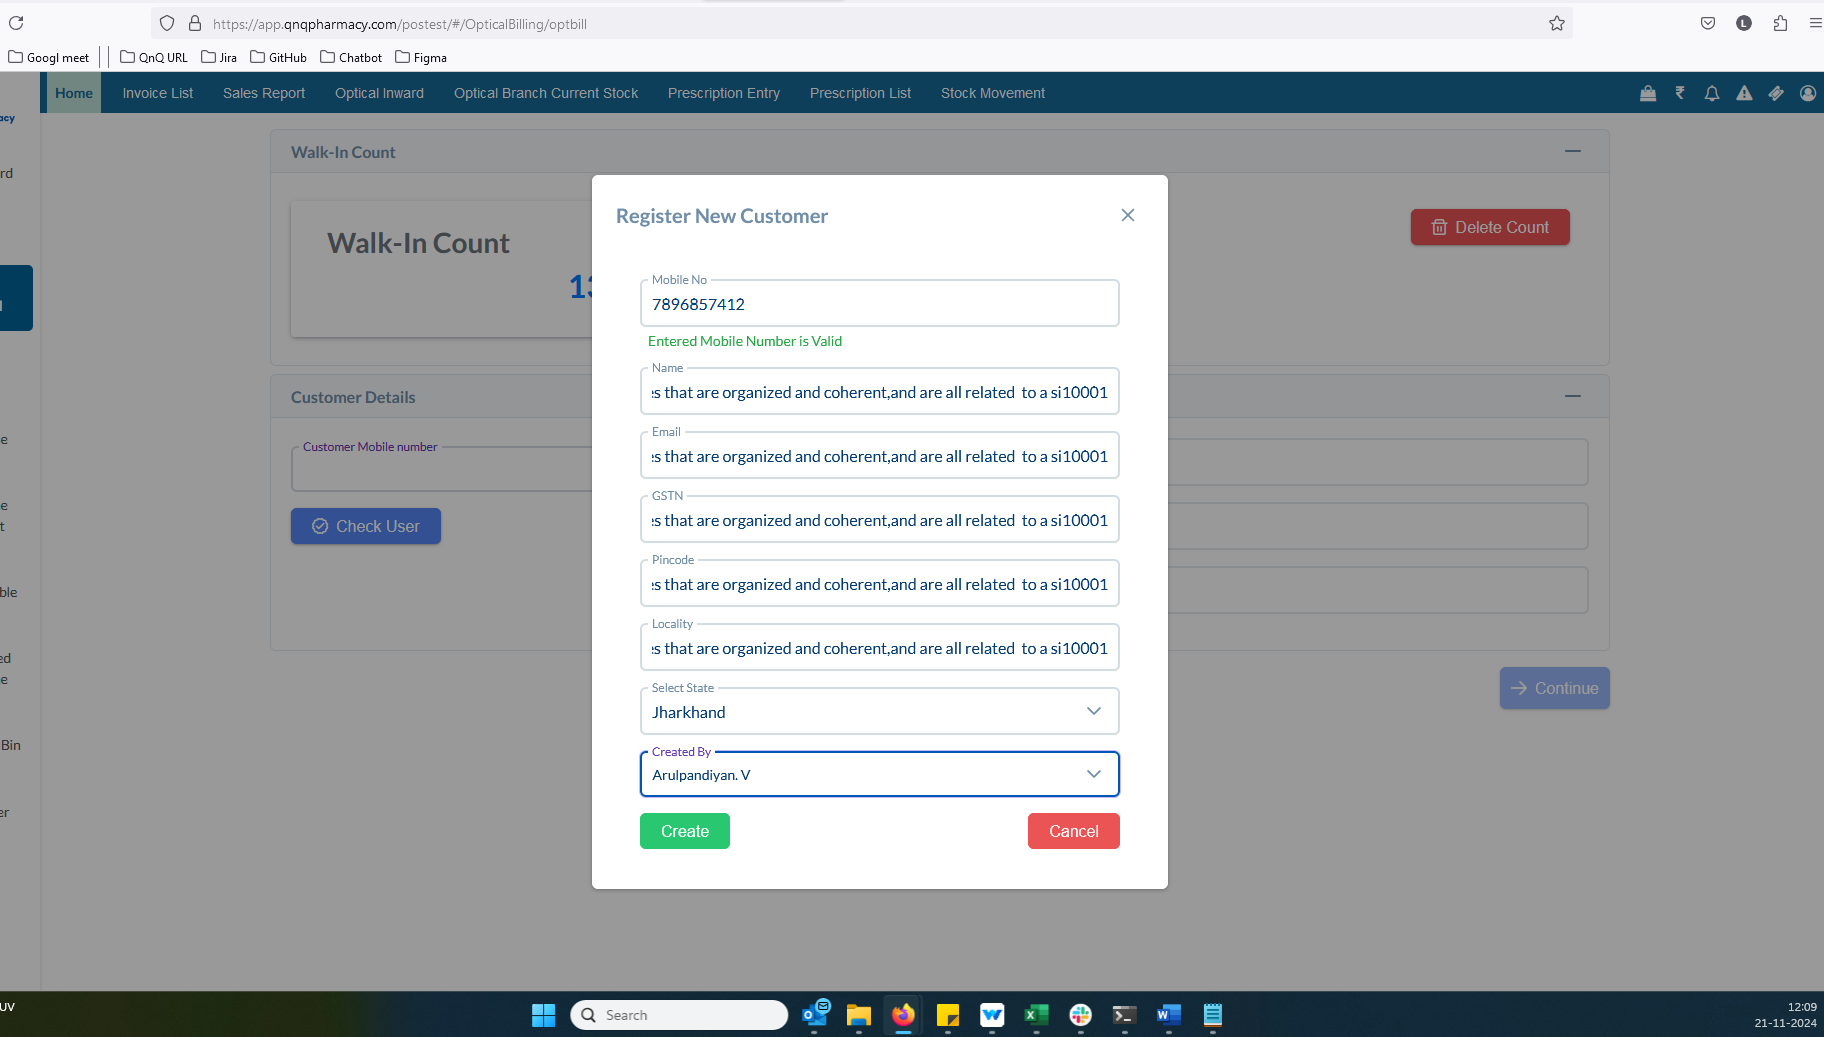 https://app.qnqpharmacy.com/postest/#/OpticalBilling/optbill
L
Googl meet
QnQ URL
Jira
GitHub
Chatbot
Figma
Home
Invoice List
Sales Report
Optical Inward
Optical Branch Current Stock
Prescription Entry
Prescription List
Stock Movement
acy
rd
Walk-In Count
Walk-In Count
Delete Count
Register New Customer
Mobile No
7896857412
Entered Mobile Number is Valid
Name
s that are organized and coherent,and are all related  to a si10001
Email
s that are organized and coherent,and are all related  to a si10001
GSTN
s that are organized and coherent,and are all related  to a si10001
Pincode
s that are organized and coherent,and are all related  to a si10001
Locality
s that are organized and coherent,and are all related  to a si10001
Select State
Jharkhand
Created By
Arulpandiyan. V
Create
Cancel
Customer Details
Customer Mobile number
Check User
Continue
e
e
t
ble
ed
e
Bin
er
UV
Search
12:09
21-11-2024